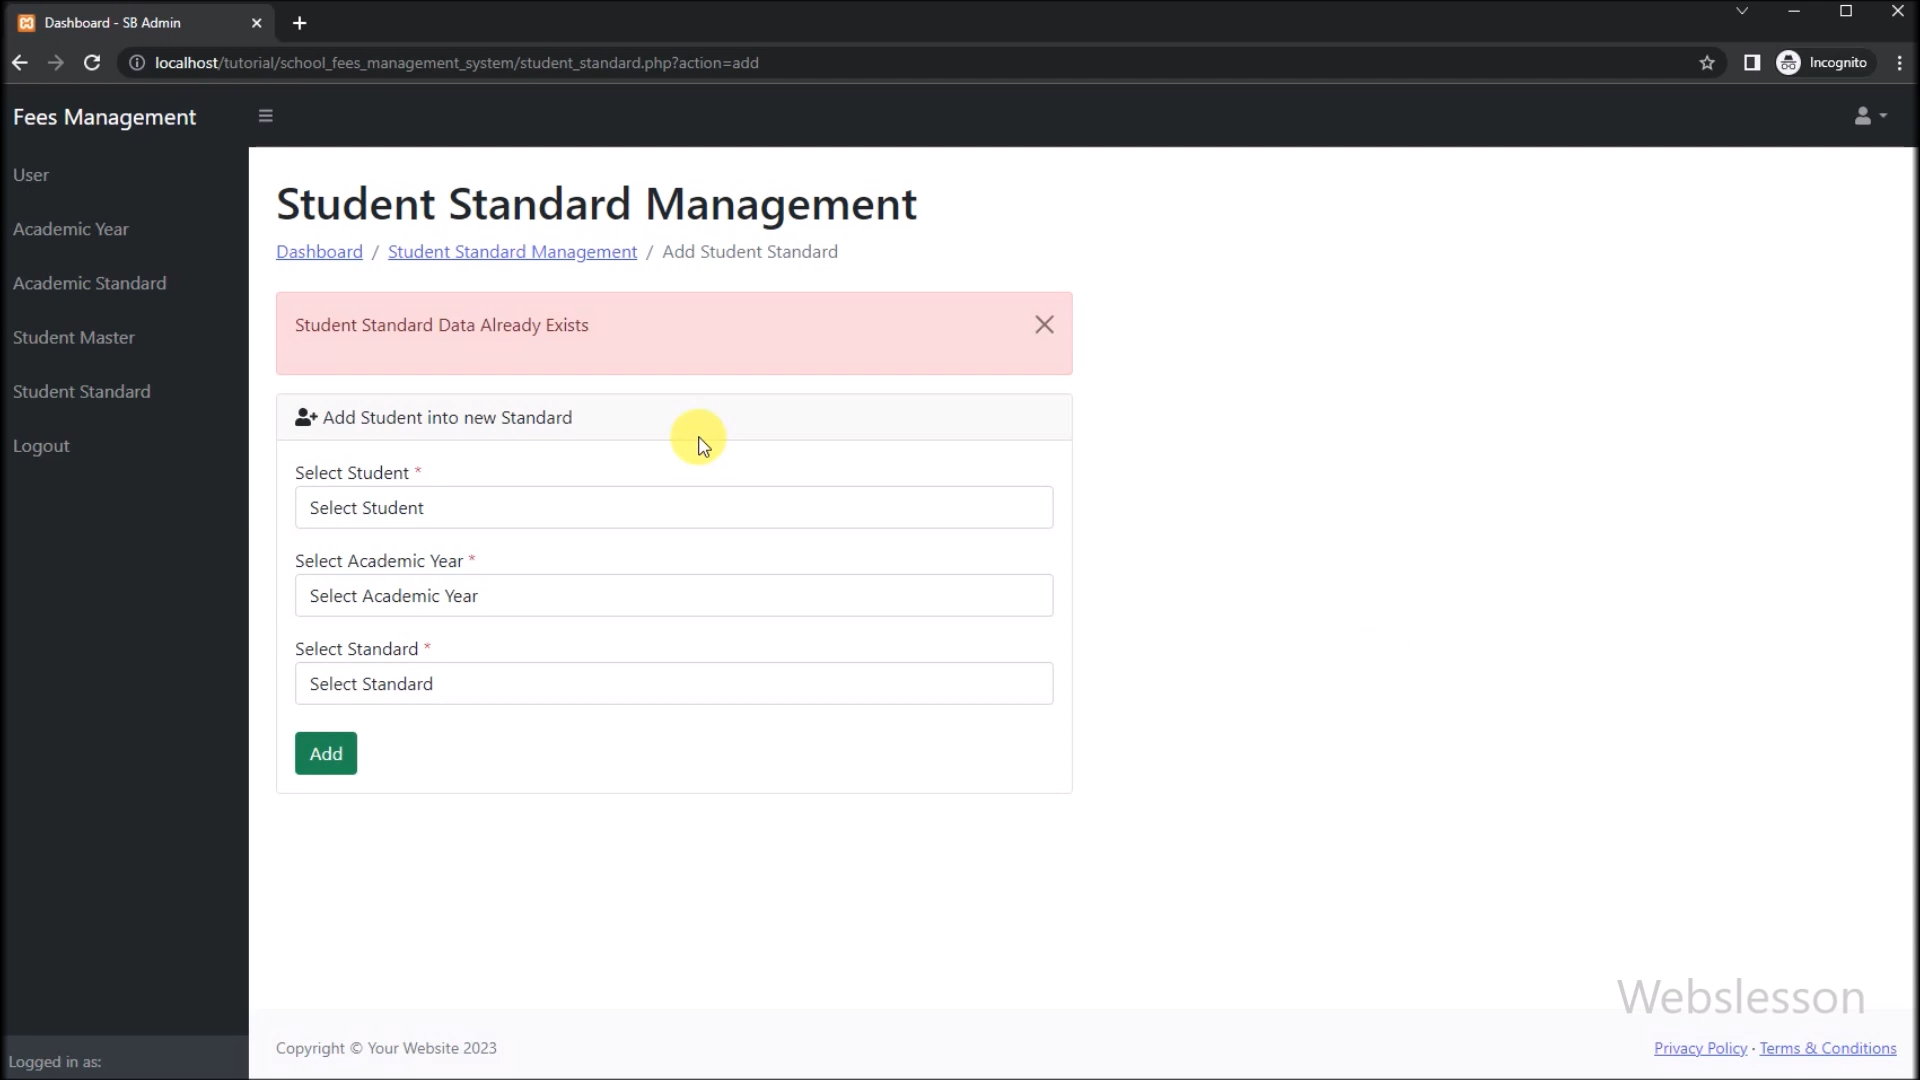 Dashboard - SB Admin
localhost/tutorial/school_fees_management_system/student_standard.php?action=add
Incognito
Fees Management
User
Academic Year
Academic Standard
Student Master
Student Standard
Logout
Logged in as:
Student Standard Management
Dashboard / Student Standard Management / Add Student Standard
Student Standard Data Already Exists
Add Student into new Standard
Select Student *
Select Student
Select Academic Year *
Select Academic Year
Select Standard *
Select Standard
Add
Webslesson
Copyright © Your Website 2023
Privacy Policy · Terms & Conditions